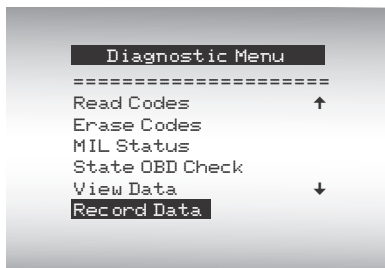 Diagnostic Menu
=====================
Read Codes ↑
Erase Codes
MIL Status
State OBD Check
View Data ↓
Record Data